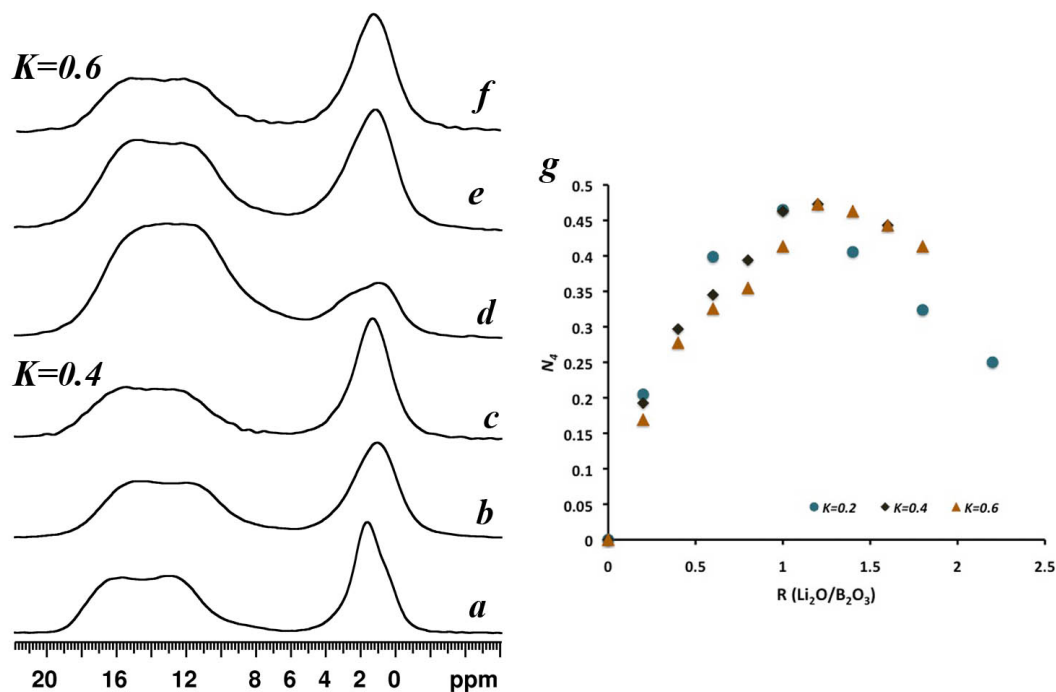 K=0.6
f
e
d
K=0.4
c
b
a
20 16 12 8 6 4 2 0 ppm
g
0.5
0.45
0.4
0.35
0.3
0.25
0.2
0.15
0.1
0.05
0
N₄
K=0.2 K=0.4 K=0.6
0 0.5 1 1.5 2 2.5
R (Li₂O/B₂O₃)